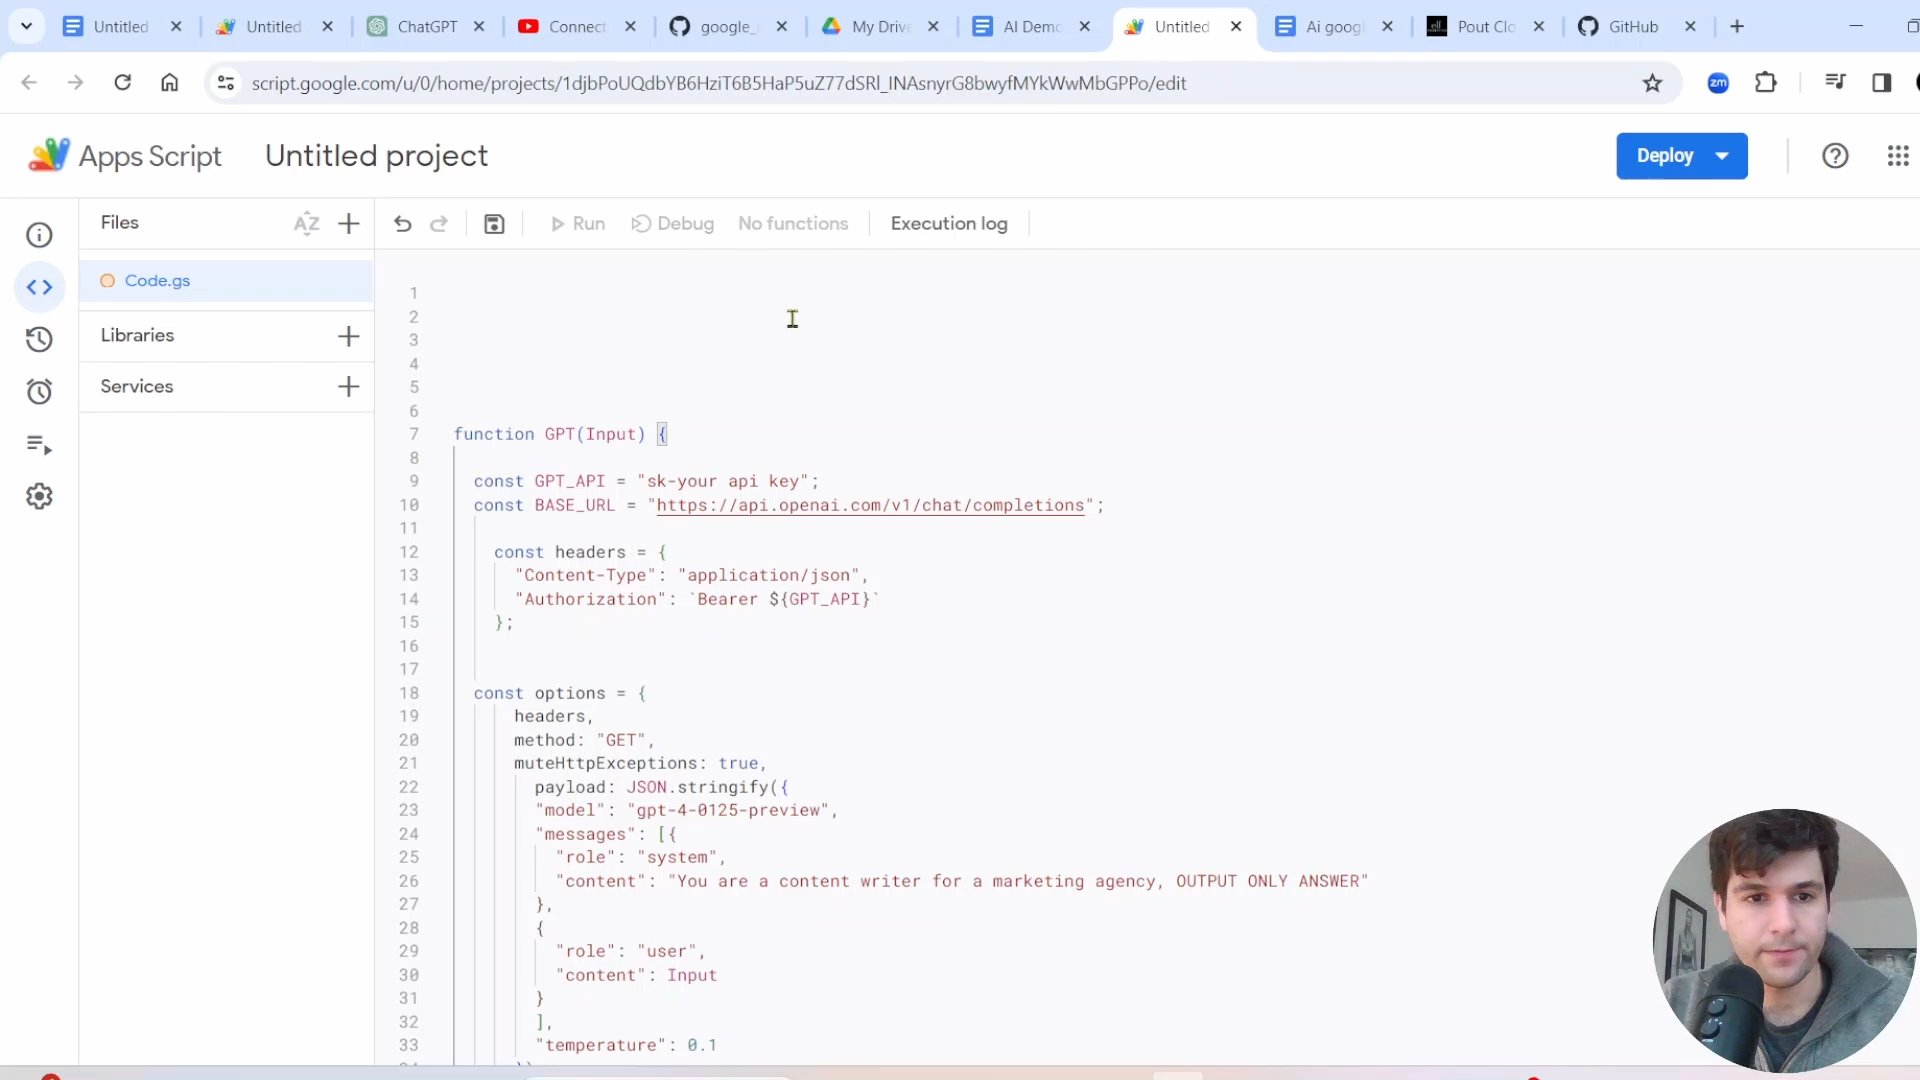 Untitled
Untitled
ChatGPT
Connect
google_
My Drive
AI Demo
Untitled
Ai goog
Pout Clo
GitHub
script.google.com/u/0/home/projects/1djbPoUQdbYB6HziT6B5HaP5uZ77dSRl_INAsnyrG8bwyfMYkWwMbGPPo/edit
zm
Apps Script
Untitled project
Deploy
Files
AZ
Run
Debug
No functions
Execution log
Code.gs
Libraries
Services
1
2
3
4
5
6
7 function GPT(Input) {
8
9 const GPT_API = "sk-your api key";
10 const BASE_URL = "https://api.openai.com/v1/chat/completions";
11
12 const headers = {
13 "Content-Type": "application/json",
14 "Authorization": `Bearer ${GPT_API}`
15 };
16
17
18 const options = {
19 headers,
20 method: "GET",
21 muteHttpExceptions: true,
22 payload: JSON.stringify({
23 "model": "gpt-4-0125-preview",
24 "messages": [{
25 "role": "system",
26 "content": "You are a content writer for a marketing agency, OUTPUT ONLY ANSWER"
27 },
28 {
29 "role": "user",
30 "content": Input
31 }
32 ],
33 "temperature": 0.1